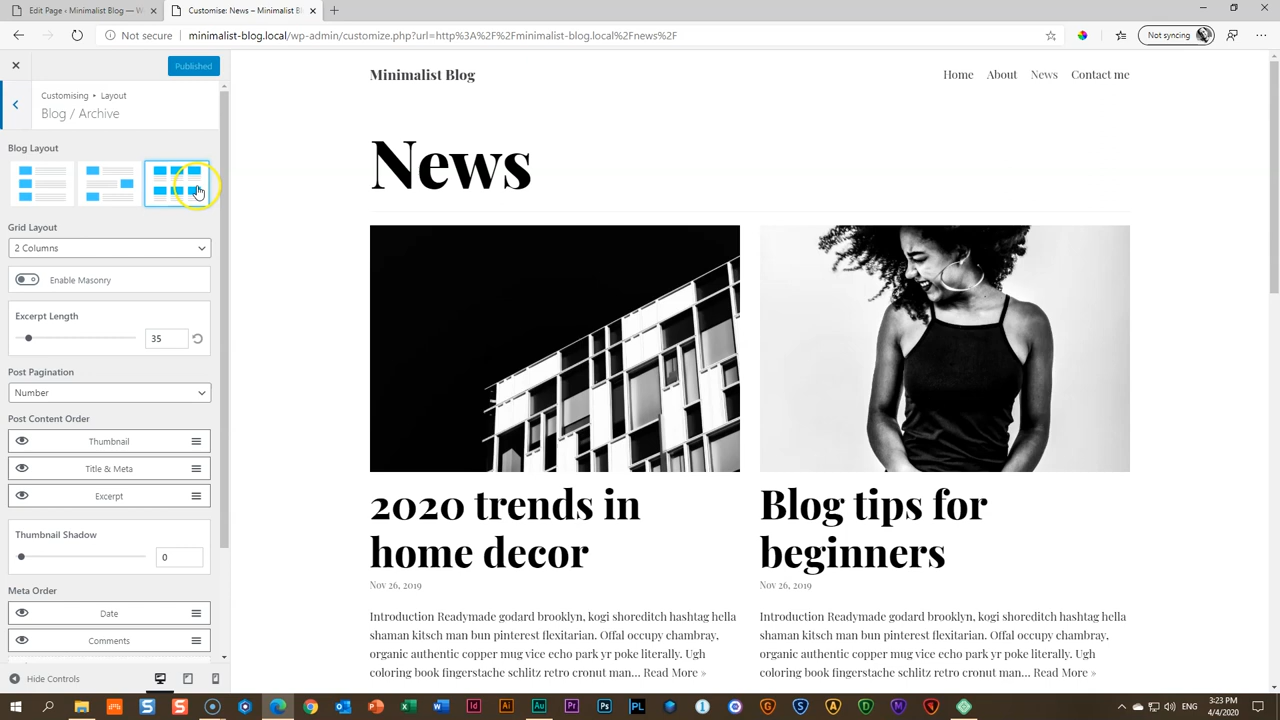 Edit Page ‹ Minimalist Blog — W
Customise: News – Minimalist B
Not secure
minimalist-blog.local/wp-admin/customize.php?url=http%3A%2F%2Fminimalist-blog.local%2Fnews%2F
Not syncing
Published
Customising ▸ Layout
Blog / Archive
Blog Layout
Grid Layout
2 Columns
Enable Masonry
Excerpt Length
35
Post Pagination
Number
Post Content Order
Thumbnail
Title & Meta
Excerpt
Thumbnail Shadow
0
Meta Order
Date
Comments
Hide Controls
Minimalist Blog
Home
About
News
Contact me
News
2020 trends in
home decor
Nov 26, 2019
Introduction Readymade godard brooklyn, kogi shoreditch hashtag hella
shaman kitsch man bun pinterest flexitarian. Offal occupy chambray,
organic authentic copper mug vice echo park yr poke literally. Ugh
coloring book fingerstache schlitz retro cronut man… Read More »
Blog tips for
beginners
Nov 26, 2019
Introduction Readymade godard brooklyn, kogi shoreditch hashtag hella
shaman kitsch man bun pinterest flexitarian. Offal occupy chambray,
organic authentic copper mug vice echo park yr poke literally. Ugh
coloring book fingerstache schlitz retro cronut man… Read More »
3:23 PM
4/4/2020